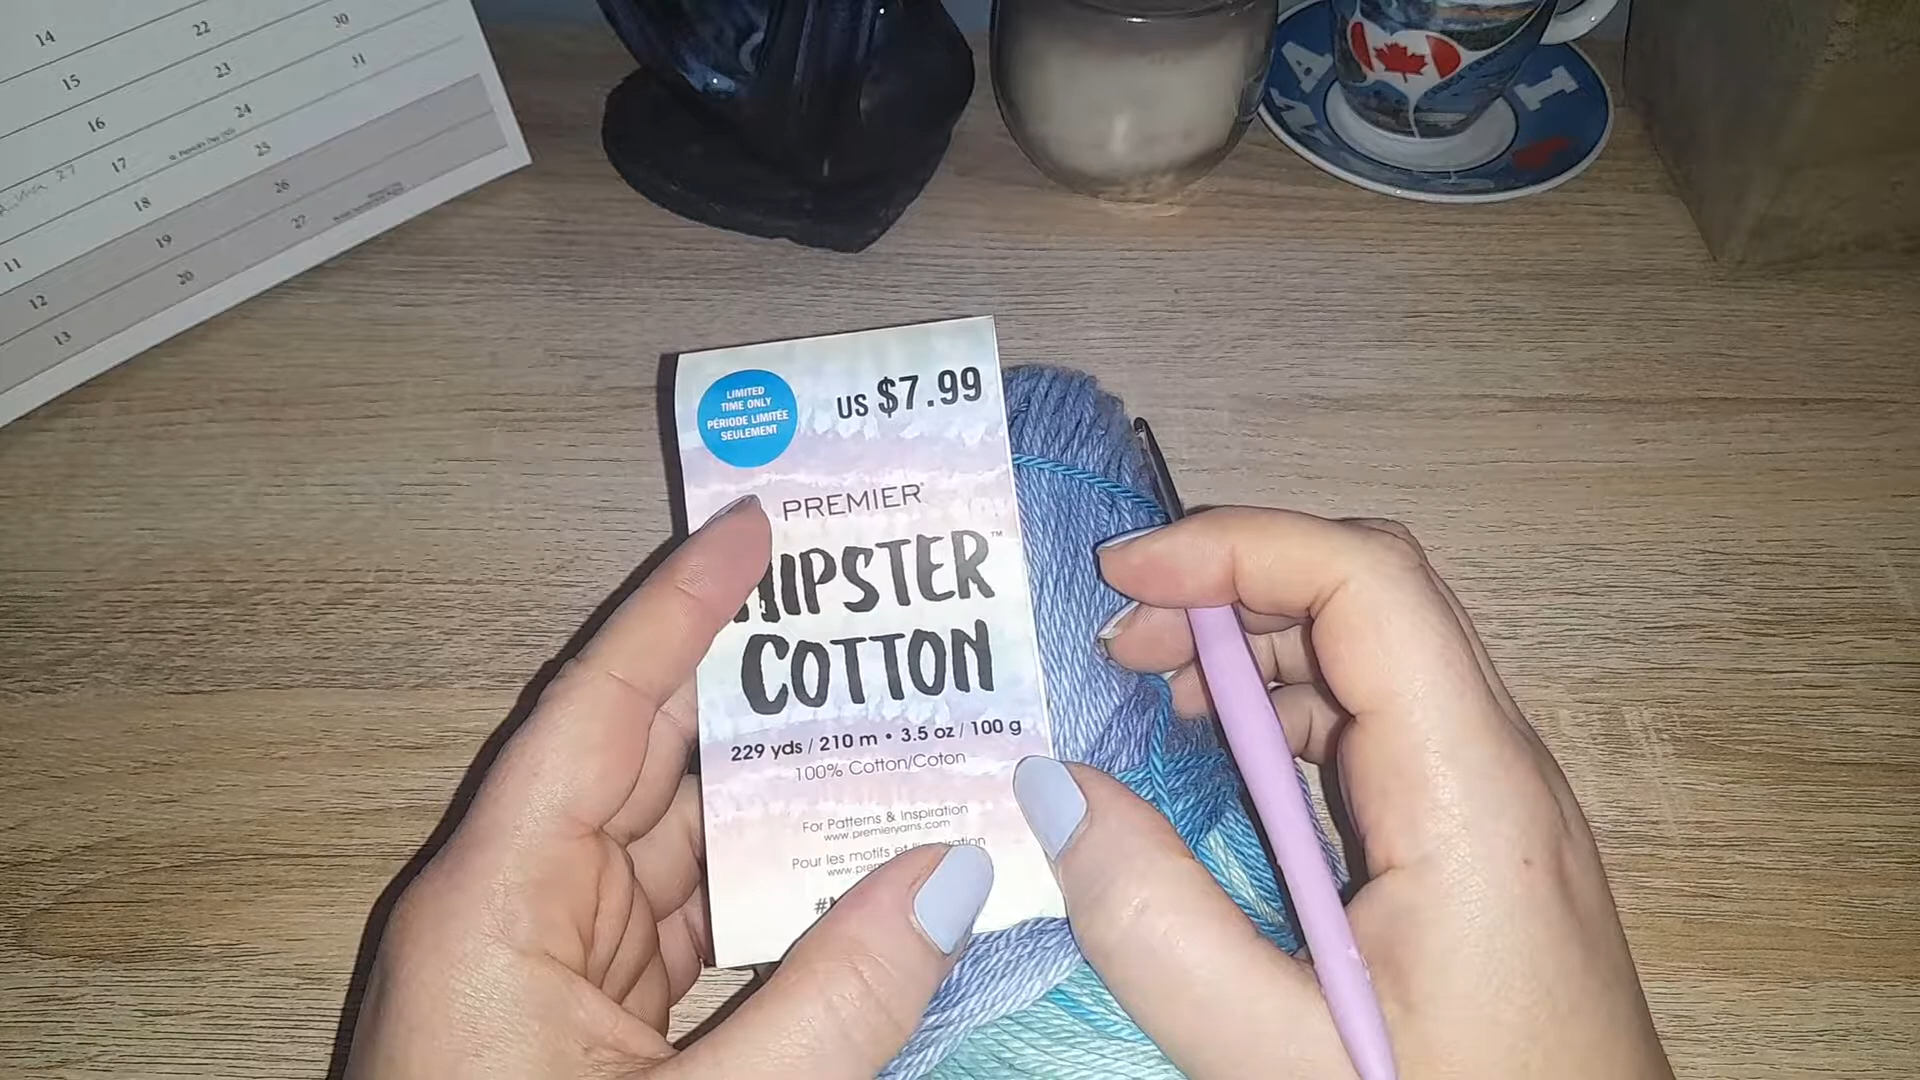 14
22
30
15
23
31
16
24
17
25
18
26
11
19
27
12
20
13
LIMITED
TIME ONLY
PÉRIODE LIMITÉE
SEULEMENT
US $7.99
PREMIER
HIPSTER™
COTTON
229 yds / 210 m • 3.5 oz / 100 g
100% Cotton/Coton
For Patterns & Inspiration
www.premieryarns.com
Pour les motifs et